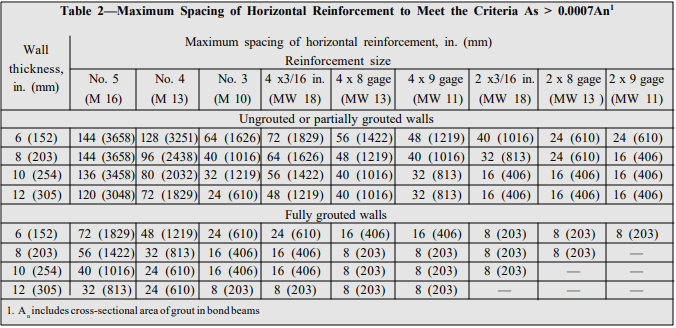 Table 2—Maximum Spacing of Horizontal Reinforcement to Meet the Criteria As > 0.0007An1
Wall thickness, in. (mm)
Maximum spacing of horizontal reinforcement, in. (mm)
Reinforcement size
No. 5 (M 16) No. 4 (M 13) No. 3 (M 10) 4 x3/16 in. (MW 18) 4 x 8 gage (MW 13) 4 x 9 gage (MW 11) 2 x3/16 in. (MW 18) 2 x 8 gage (MW 13 ) 2 x 9 gage (MW 11)
Ungrouted or partially grouted walls
6 (152) 144 (3658) 128 (3251) 64 (1626) 72 (1829) 56 (1422) 48 (1219) 40 (1016) 24 (610) 24 (610)
8 (203) 144 (3658) 96 (2438) 40 (1016) 64 (1626) 48 (1219) 40 (1016) 32 (813) 24 (610) 16 (406)
10 (254) 136 (3458) 80 (2032) 32 (1219) 56 (1422) 40 (1016) 32 (813) 16 (406) 16 (406) 16 (406)
12 (305) 120 (3048) 72 (1829) 24 (610) 48 (1219) 40 (1016) 32 (813) 16 (406) 16 (406) 16 (406)
Fully grouted walls
6 (152) 72 (1829) 48 (1219) 24 (610) 24 (610) 16 (406) 16 (406) 8 (203) 8 (203) 8 (203)
8 (203) 56 (1422) 32 (813) 16 (406) 16 (406) 8 (203) 8 (203) 8 (203) 8 (203) —
10 (254) 40 (1016) 24 (610) 16 (406) 16 (406) 8 (203) 8 (203) 8 (203) — —
12 (305) 32 (813) 24 (610) 8 (203) 8 (203) 8 (203) 8 (203) — — —
1. An includes cross-sectional area of grout in bond beams